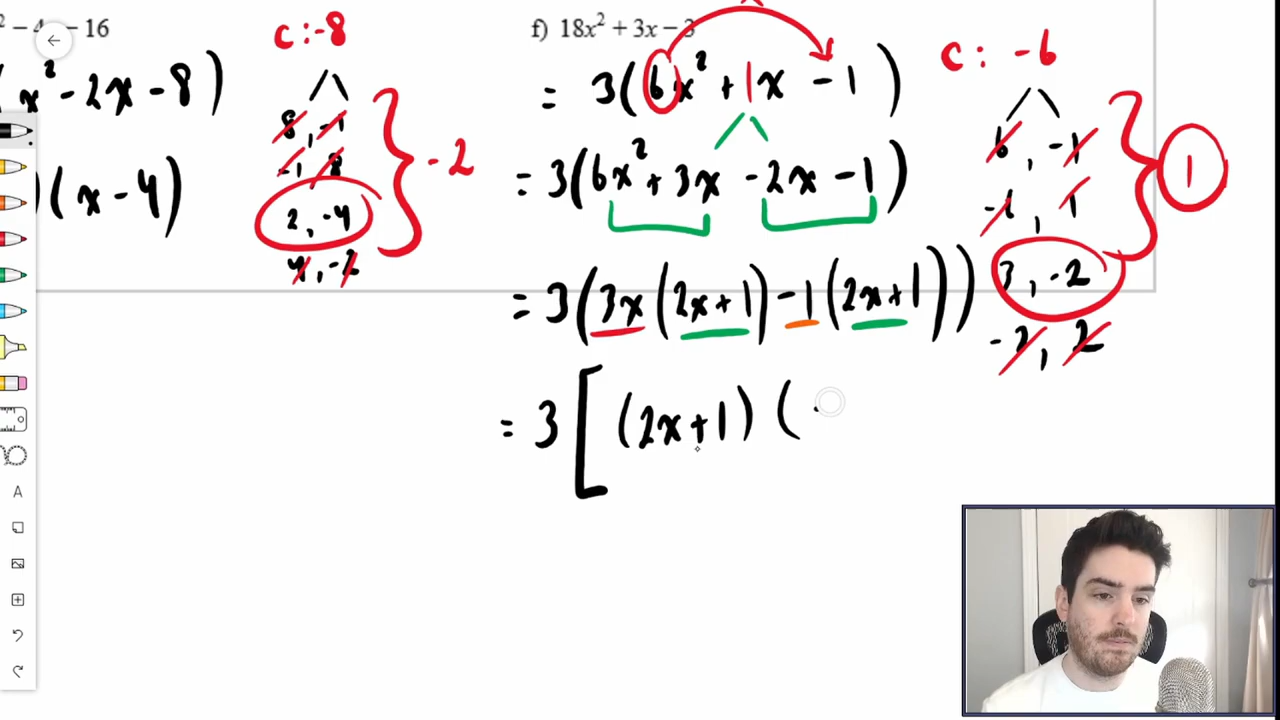 ² - 4 - 16
(x² - 2x - 8)
)(x - 4)
c : -8
8, -1
-1 8
2, -4
4, -2
-2
f) 18x² + 3x - 3
= 3(6x² + 1x - 1)
= 3(6x² + 3x - 2x - 1)
= 3(3x(2x+1) - 1(2x+1))
= 3[(2x+1)(
c : -6
6, -1
-6, 1
3, -2
1
A